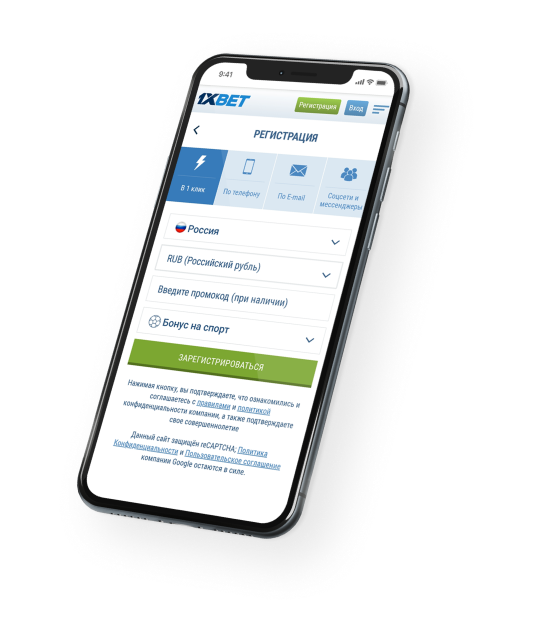 9:41
1XBET
Регистрация
Вход
РЕГИСТРАЦИЯ
В 1 клик
По телефону
По E-mail
Соцсети и
мессенджеры
Россия
RUB (Российский рубль)
Введите промокод (при наличии)
Бонус на спорт
ЗАРЕГИСТРИРОВАТЬСЯ
Нажимая кнопку, вы подтверждаете, что ознакомились и
соглашаетесь с правилами и политикой
конфиденциальности компании, а также подтверждаете
свое совершеннолетие
Данный сайт защищён reCAPTCHA; Политика
Конфиденциальности и Пользовательское соглашение
компании Google остаются в силе.